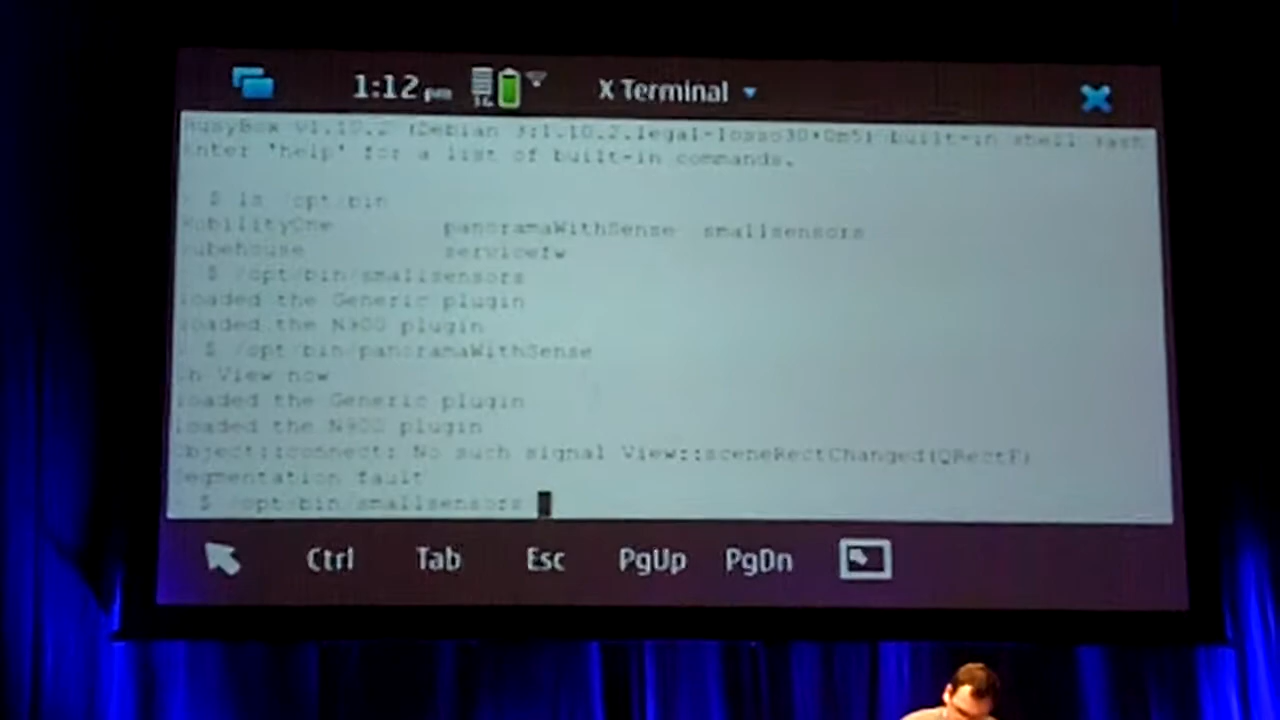 1:12 pm 3G X Terminal
BusyBox v1.10.2 (Debian 3:1.10.2.legal-1osso30+0m5) built-in shell (ash
Enter 'help' for a list of built-in commands.
~ $ ls /opt/bin
MobilityOne panoramaWithSense smallsensors
cubehouse servicefw
~ $ /opt/bin/smallsensors
loaded the Generic plugin
loaded the N900 plugin
~ $ /opt/bin/panoramaWithSense
In View now
loaded the Generic plugin
loaded the N900 plugin
Object::connect: No such signal View::sceneRectChanged(QRectF)
Segmentation fault
~ $ /opt/bin/smallsensors
Ctrl Tab Esc PgUp PgDn